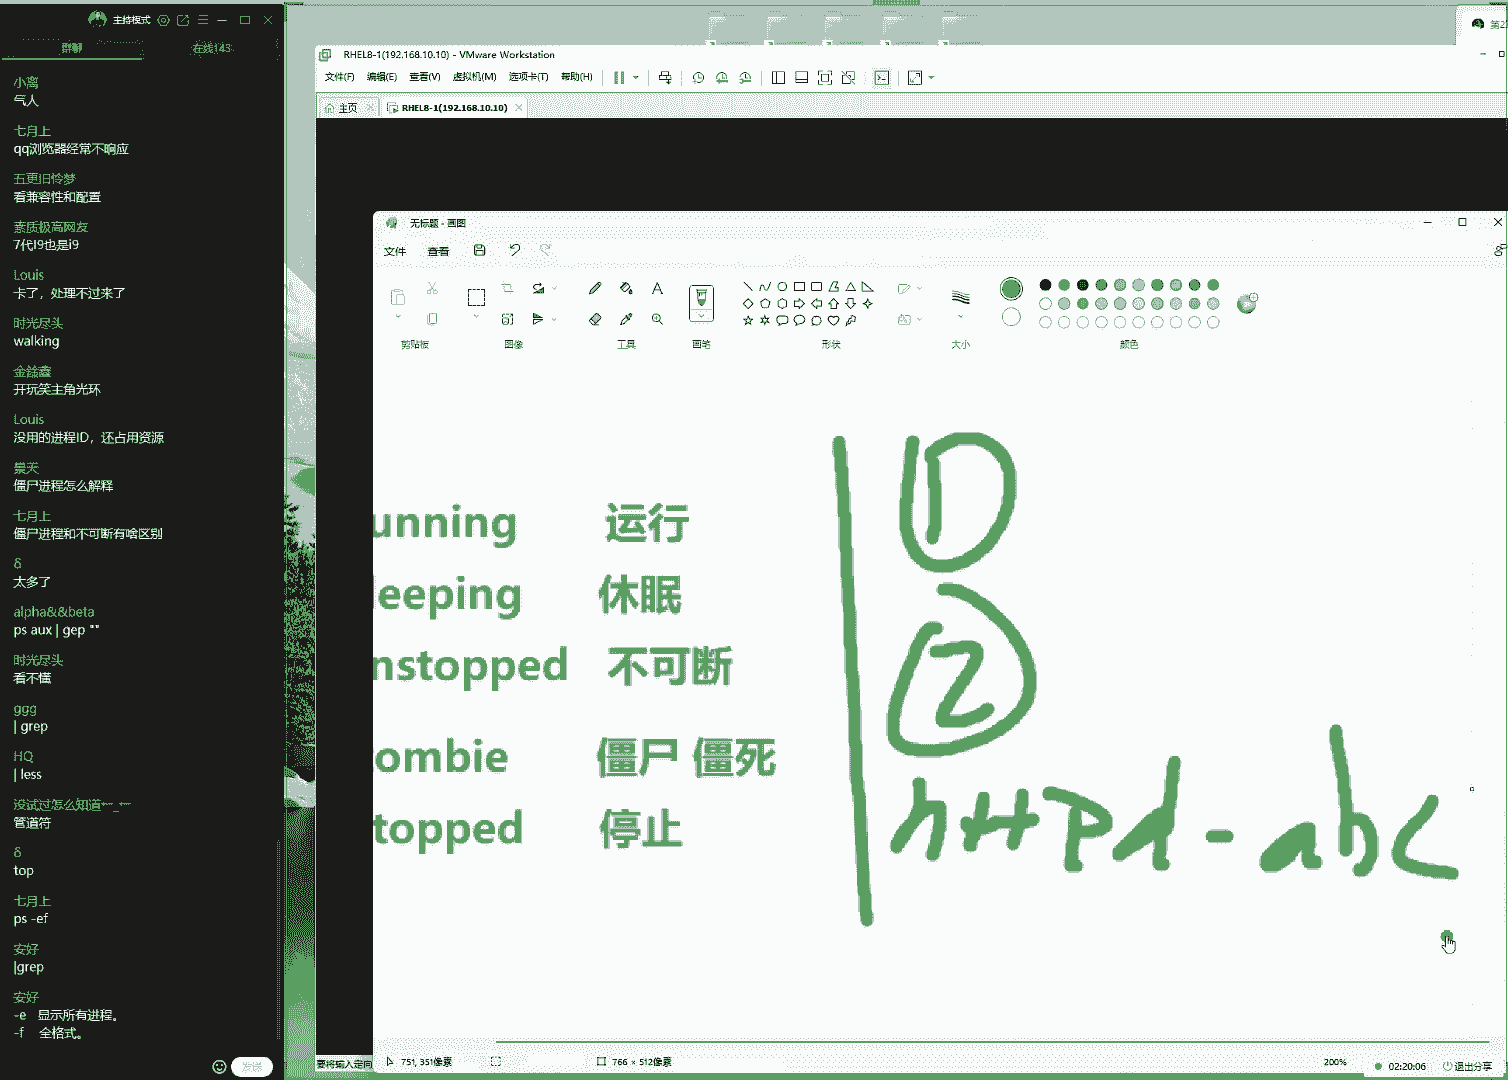 主持模式
群聊
在线143
小离
气人
七月上
qq浏览器经常不响应
五更旧怜梦
看兼容性和配置
素质极高网友
7代I9也是i9
Louis
卡了，处理不过来了
时光尽头
walking
开玩笑主角光环
Louis
没用的进程ID，还占用资源
僵尸进程怎么解释
七月上
僵尸进程和不可断有啥区别
δ
太多了
alpha&&beta
ps aux | gep ""
时光尽头
看不懂
ggg
| grep
HQ
| less
没试过怎么知道
管道符
δ
top
七月上
ps -ef
安好
|grep
安好
-e 显示所有进程。
-f 全格式。
发送
RHEL8-1(192.168.10.10) - VMware Workstation
文件(F) 编辑(E) 查看(V) 虚拟机(M) 选项卡(T) 帮助(H)
主页 RHEL8-1(192.168.10.10)
无标题 - 画图
文件 查看
剪贴板 图像 工具 画笔 形状 大小 颜色
unning 运行
leeping 休眠
nstopped 不可断
ombie 僵尸 僵死
topped 停止
1
2
httpd-abc
要将输入定向
751, 351像素 766 × 512像素 200%
02:20:06 退出分享